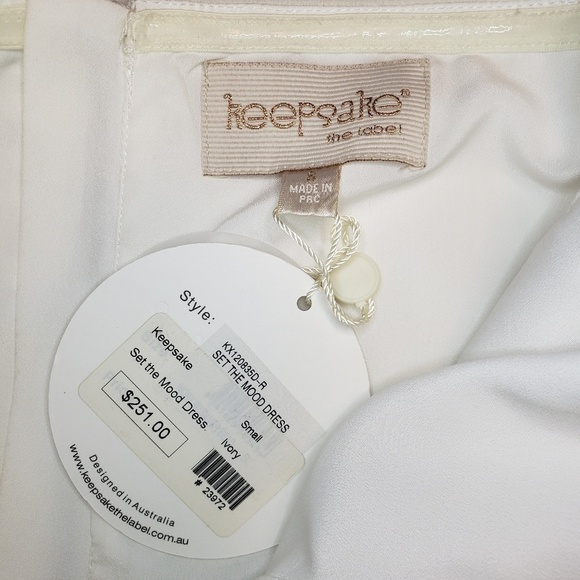 keepsake®
the label
S
MADE IN
PRC
Style:
KX120835D-R
SET THE MOOD DRESS
Keepsake
Small
Set the Mood Dress
Ivory
$251.00
# 23972
Designed in Australia
www.keepsakethelabel.com.au